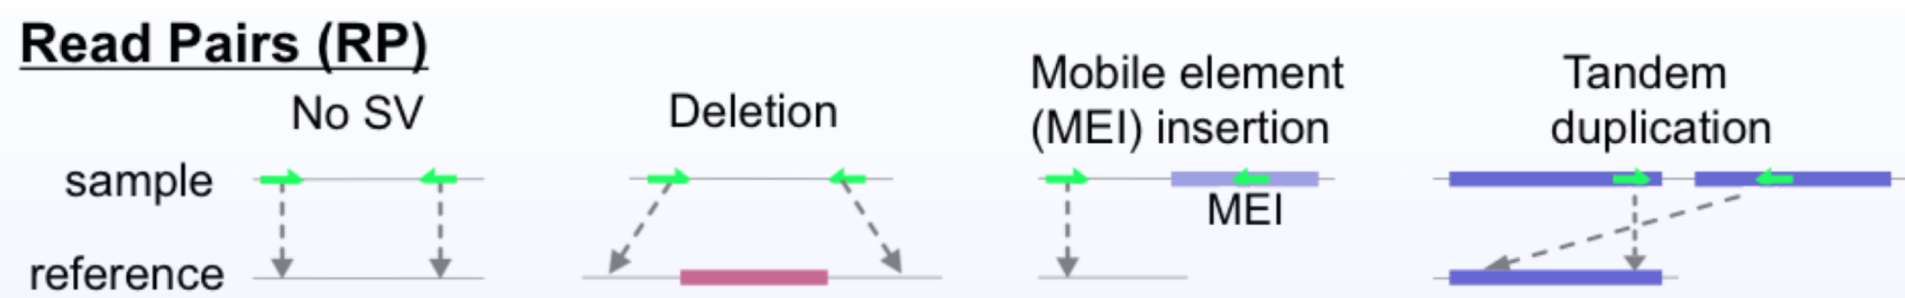 Read Pairs (RP)
No SV
Deletion
Mobile element
(MEI) insertion
Tandem
duplication
sample
MEI
reference